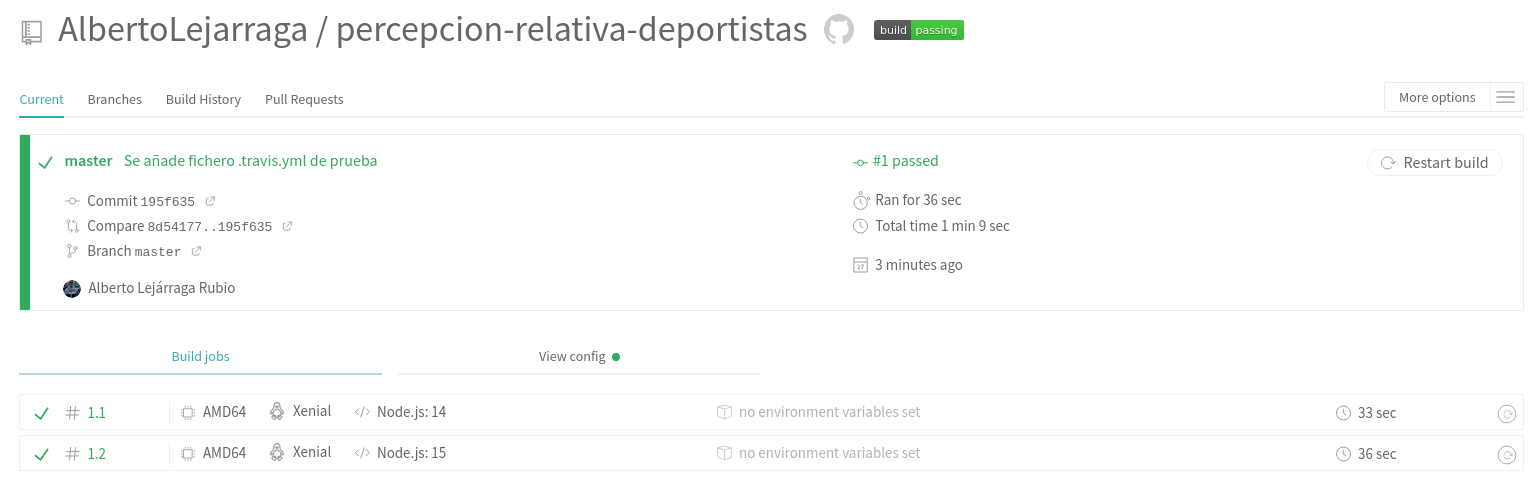 AlbertoLejarraga / percepcion-relativa-deportistas build passing
Current Branches Build History Pull Requests More options
master Se añade fichero .travis.yml de prueba #1 passed Restart build
Commit 195f635 Ran for 36 sec
Compare 8d54177..195f635 Total time 1 min 9 sec
Branch master
3 minutes ago
Alberto Lejárraga Rubio
Build jobs View config
# 1.1 AMD64 Xenial </> Node.js: 14 no environment variables set 33 sec
# 1.2 AMD64 Xenial </> Node.js: 15 no environment variables set 36 sec